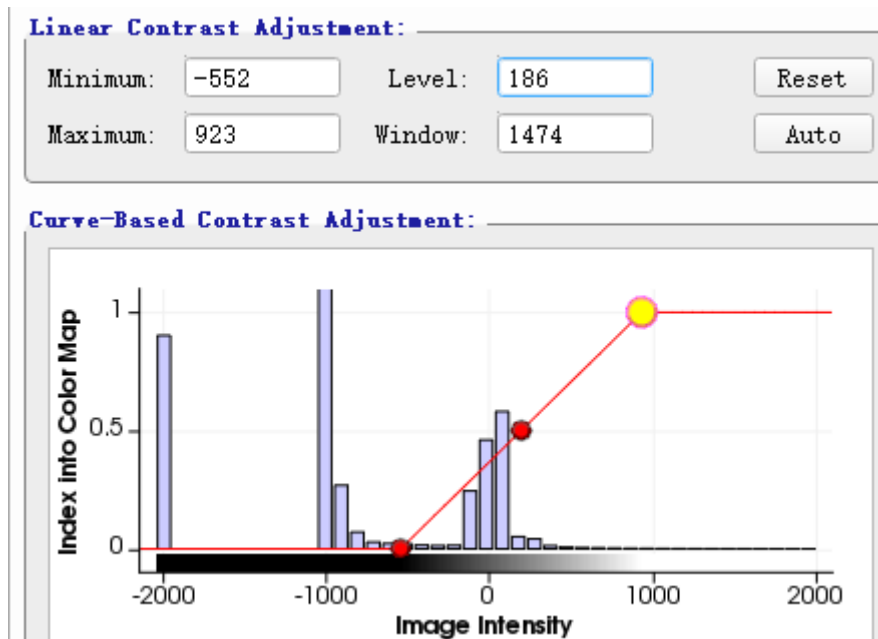 Linear Contrast Adjustment:
Minimum: -552 Level: 186 Reset
Maximum: 923 Window: 1474 Auto
Curve-Based Contrast Adjustment:
Index into Color Map
1
0.5
0
-2000 -1000 0 1000 2000
Image Intensity